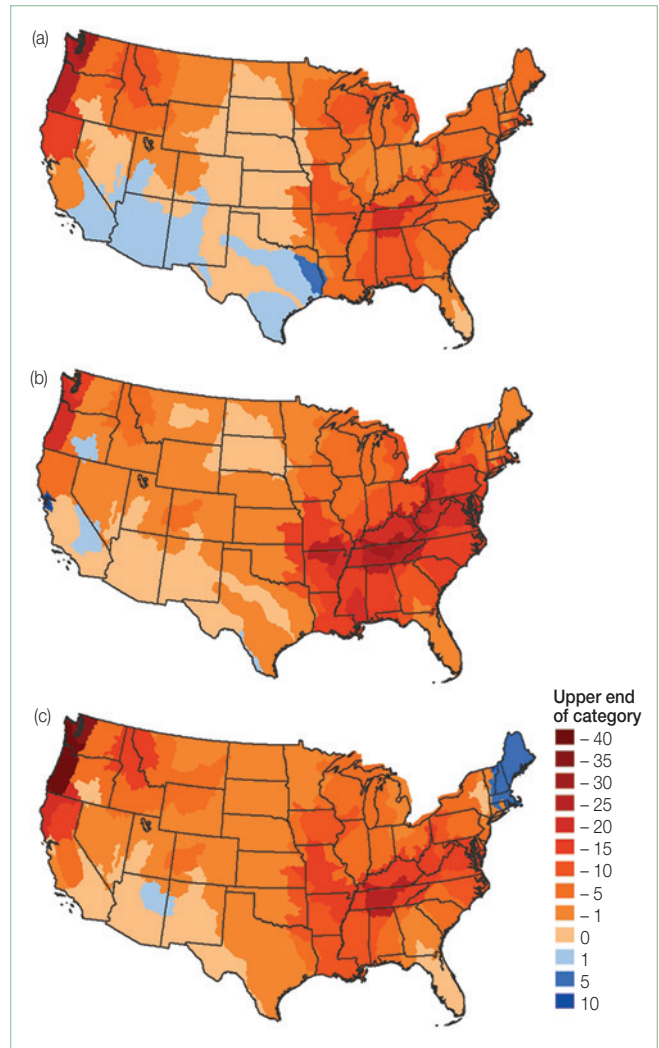 (a)
(b)
(c)
Upper end
of category
– 40
– 35
– 30
– 25
– 20
– 15
– 10
– 5
– 1
0
1
5
10